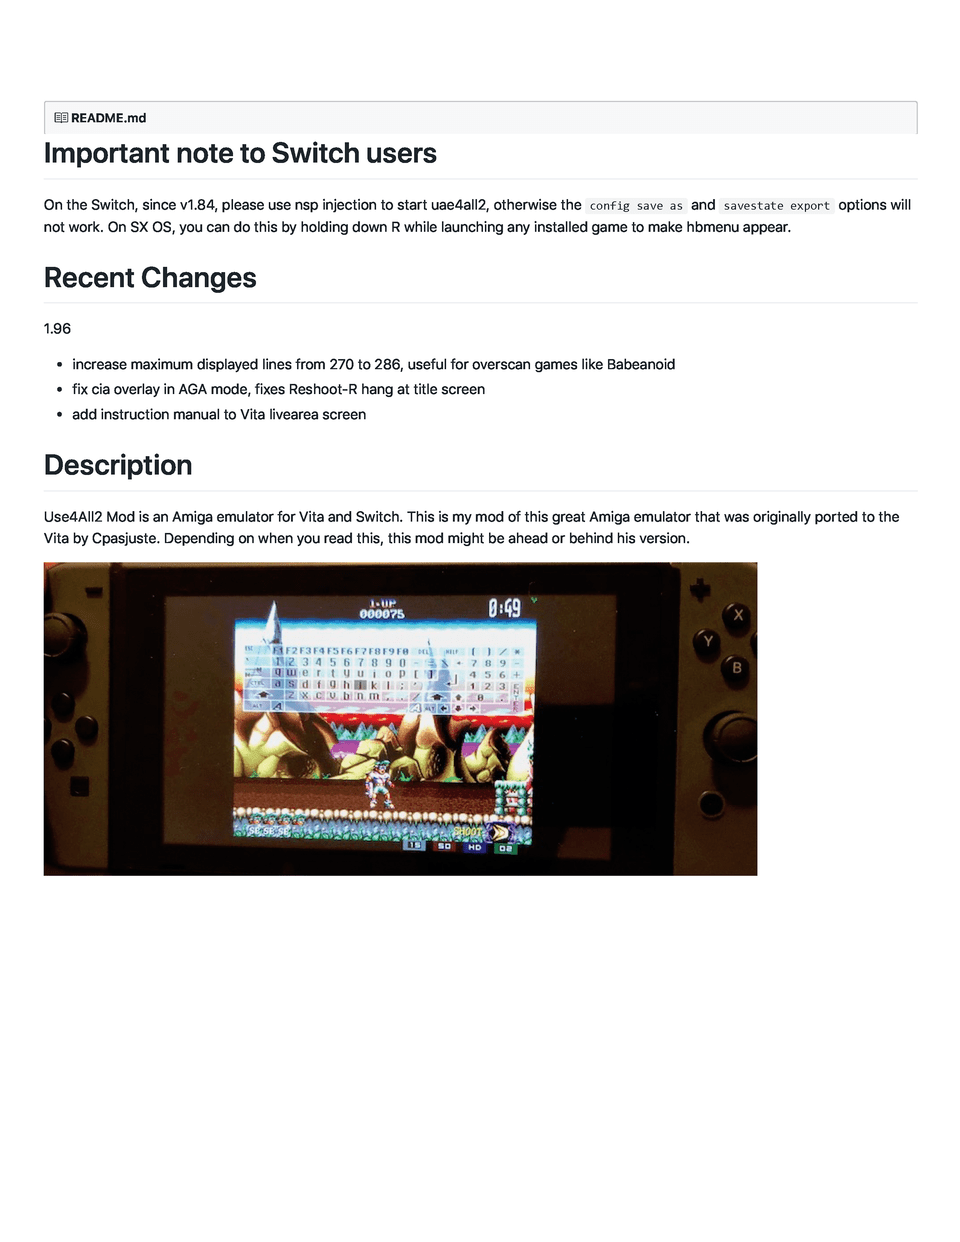 README.md
Important note to Switch users
On the Switch, since v1.84, please use nsp injection to start uae4all2, otherwise the config save as and savestate export options will
not work. On SX OS, you can do this by holding down R while launching any installed game to make hbmenu appear.
Recent Changes
1.96
• increase maximum displayed lines from 270 to 286, useful for overscan games like Babeanoid
• fix cia overlay in AGA mode, fixes Reshoot-R hang at title screen
• add instruction manual to Vita livearea screen
Description
Use4All2 Mod is an Amiga emulator for Vita and Switch. This is my mod of this great Amiga emulator that was originally ported to the
Vita by Cpasjuste. Depending on when you read this, this mod might be ahead or behind his version.
1-UP
000075
0:49
F1 F2 F3 F4 F5 F6 F7 F8 F9 F0 DEL HELP [ ] / *
1 2 3 4 5 6 7 8 9 0 - = \ 7 8 9 -
q w e r t y u i o p [ ] 4 5 6 +
a s d f g h j k l ; ' 1 2 3
z x c v b n m . . / 0 .
ALT A A ALT
X
Y
B
SHOOT
15 SD HD D2